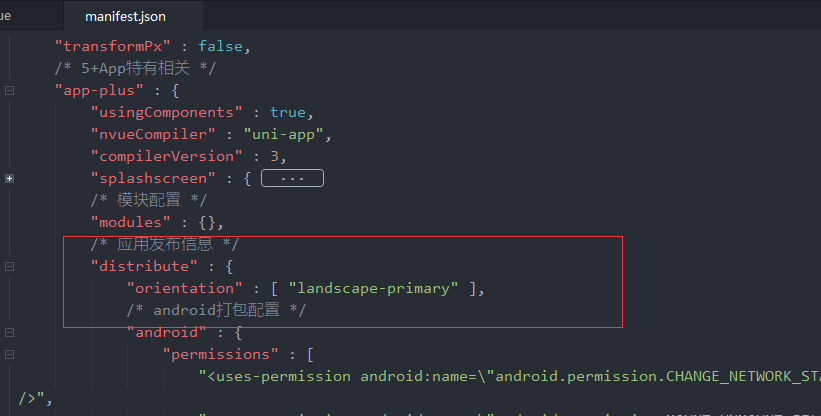 ue manifest.json
"transformPx" : false,
/* 5+App特有相关 */
"app-plus" : {
"usingComponents" : true,
"nvueCompiler" : "uni-app",
"compilerVersion" : 3,
"splashscreen" : { ...
/* 模块配置 */
"modules" : {},
/* 应用发布信息 */
"distribute" : {
"orientation" : [ "landscape-primary" ],
/* android打包配置 */
"android" : {
"permissions" : [
"<uses-permission android:name=\"android.permission.CHANGE_NETWORK_STA
/>",